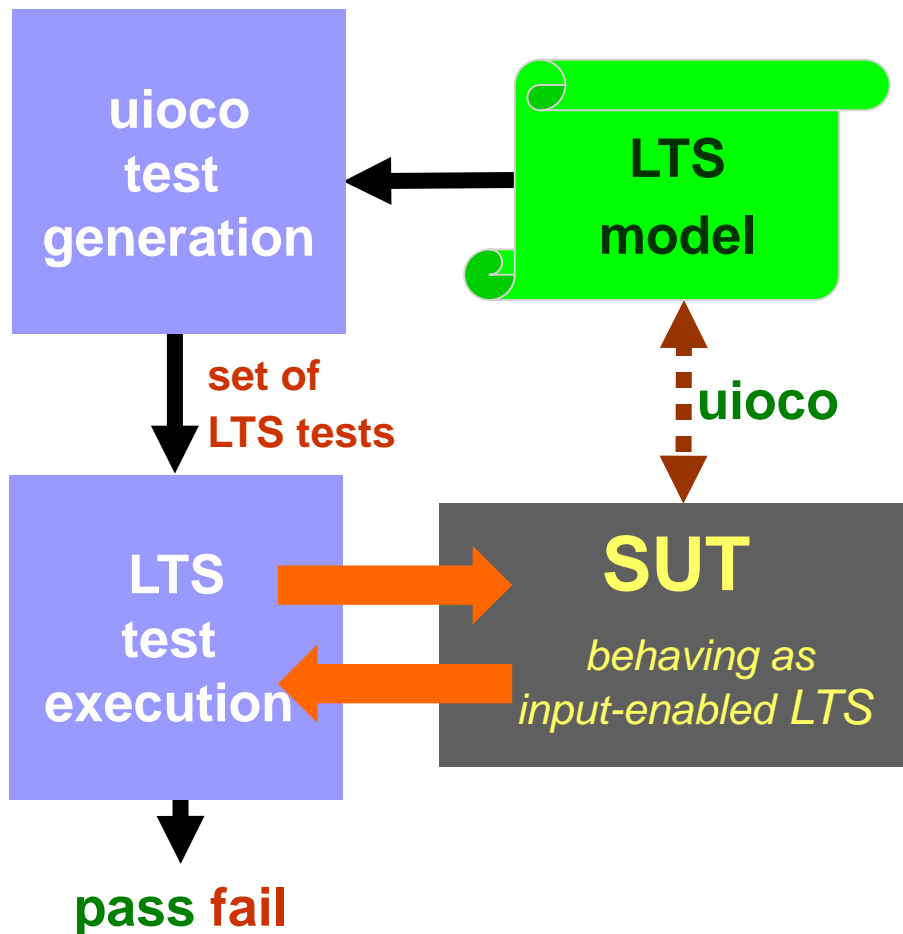 uioco
test
generation
LTS
model
set of
LTS tests
uioco
LTS
test
execution
SUT
behaving as
input-enabled LTS
pass fail